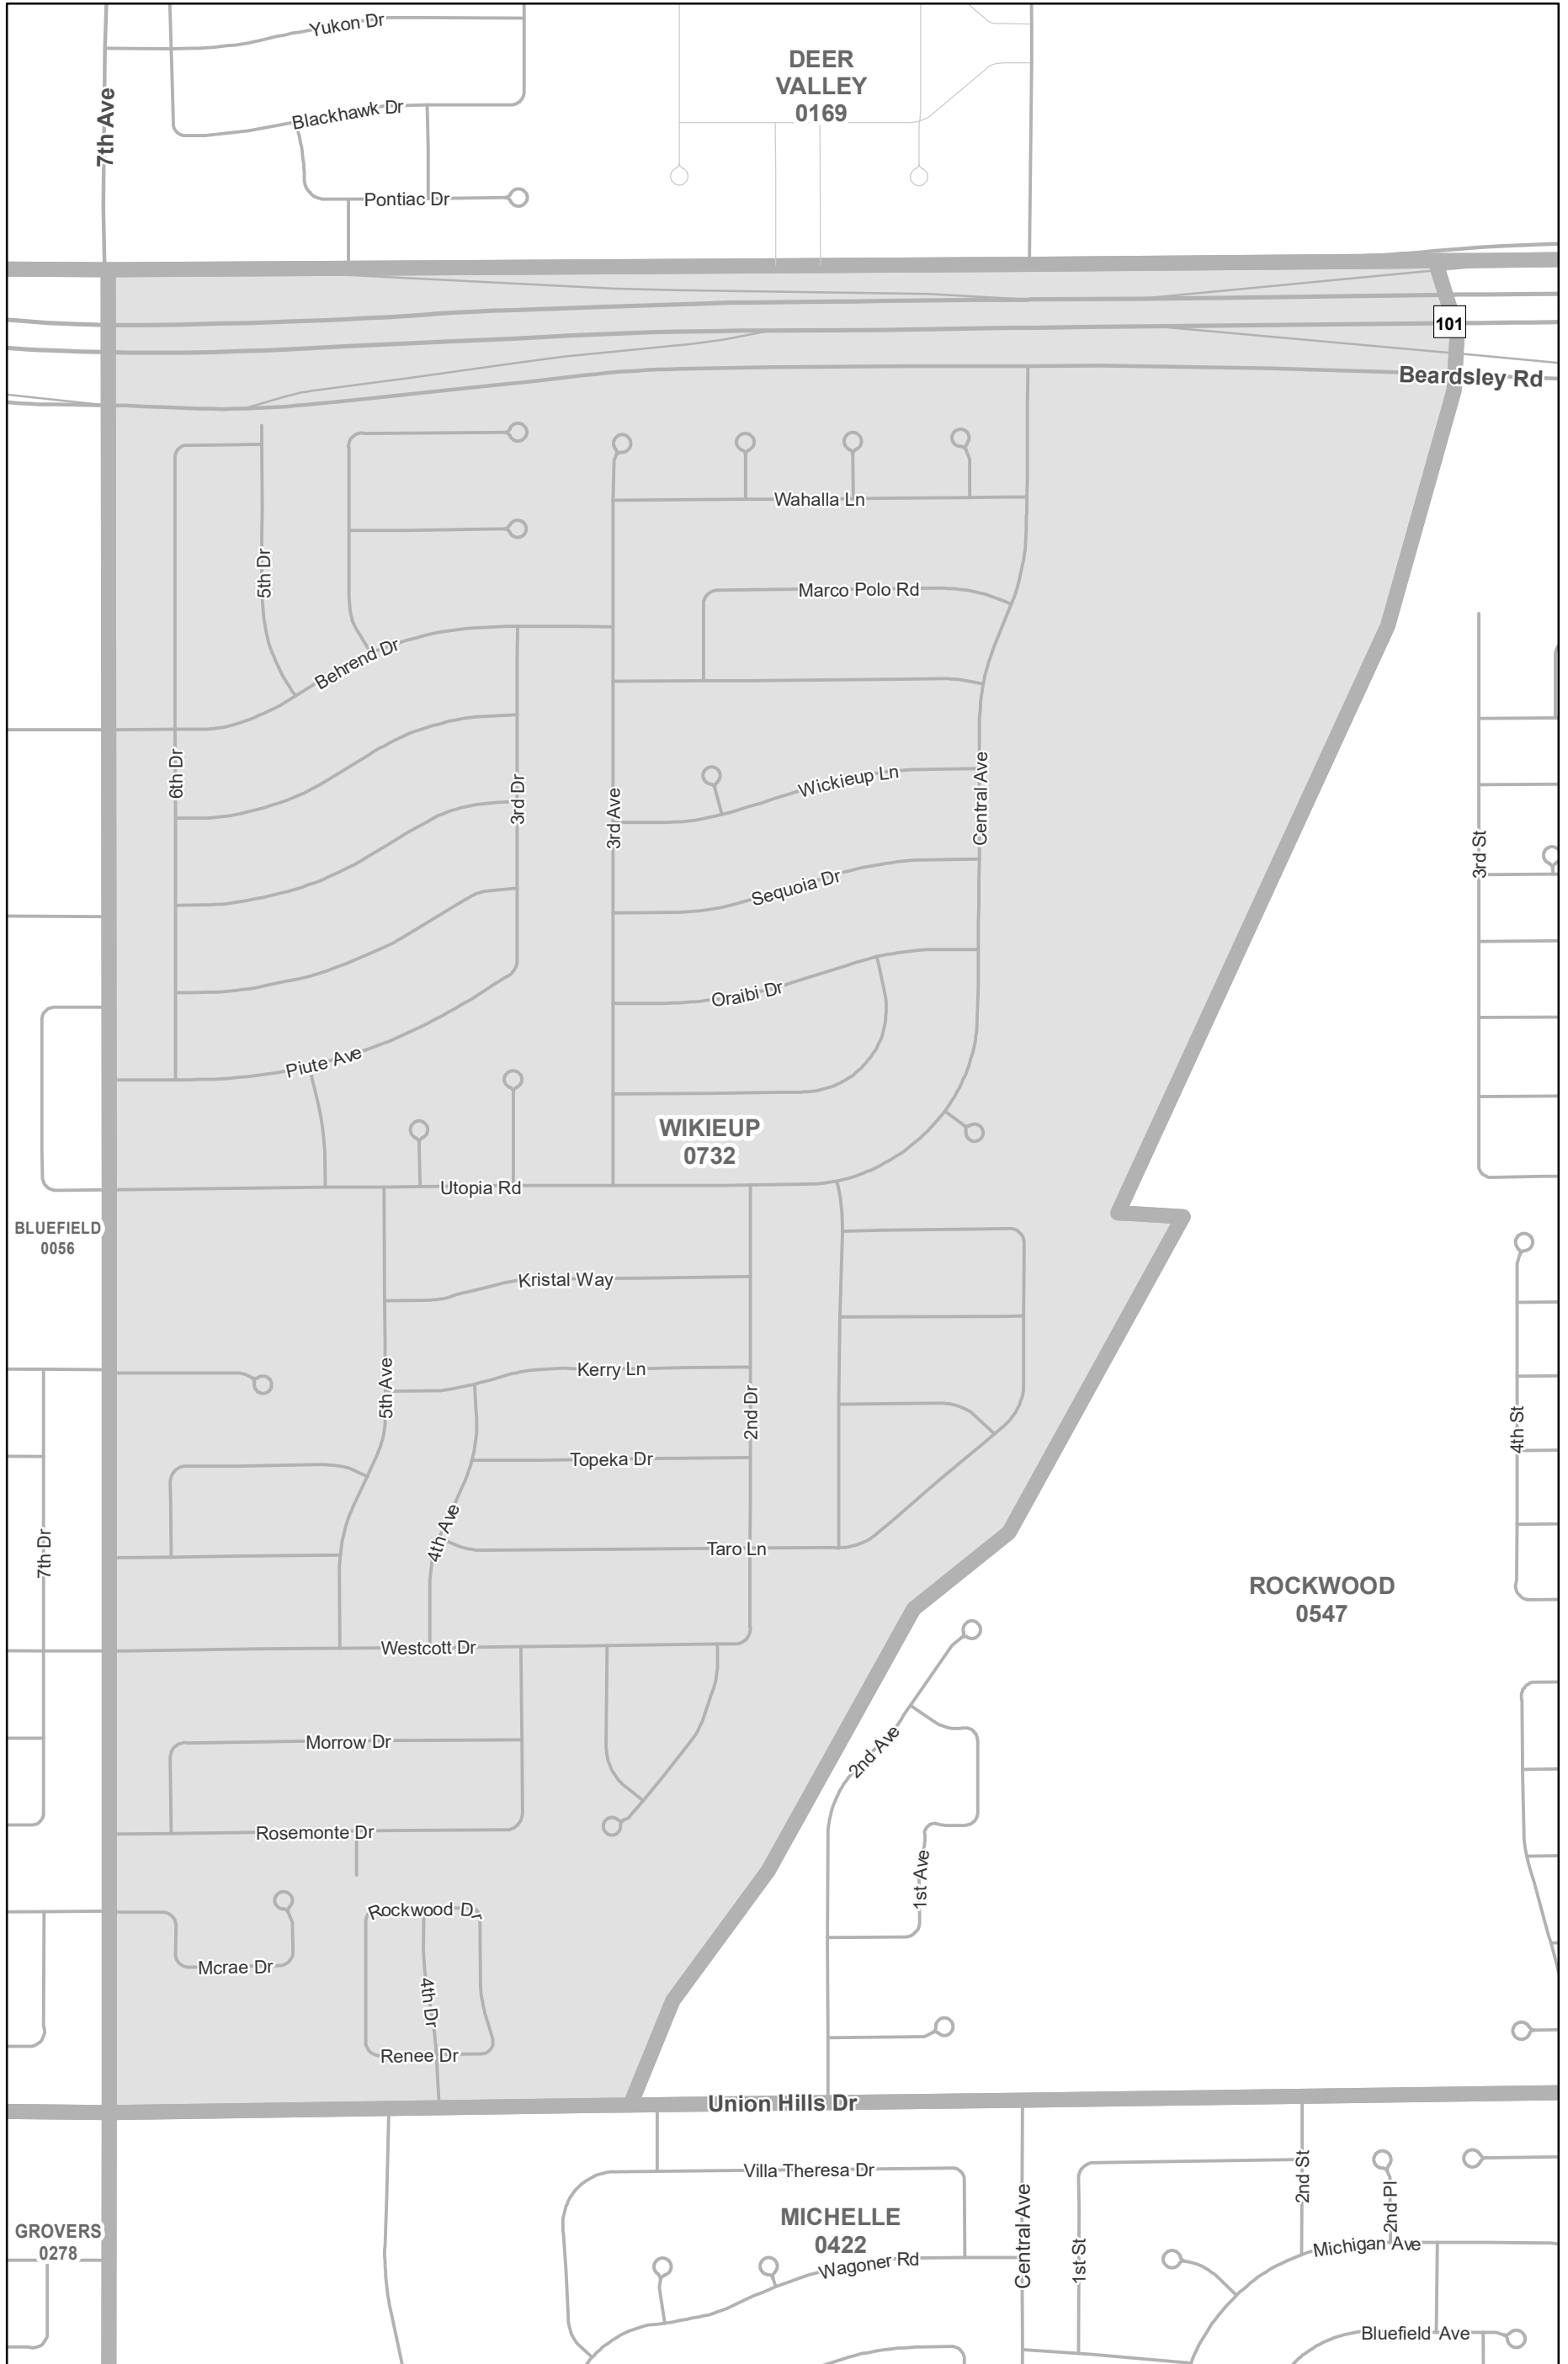 Yukon Dr
DEER
VALLEY
0169
7th Ave
Blackhawk Dr
Pontiac Dr
101
Beardsley Rd
Wahalla Ln
5th Dr
Marco Polo Rd
Behrend Dr
6th Dr
3rd Dr
3rd Ave
Wickieup Ln
Central Ave
3rd St
Sequoia Dr
Oraibi Dr
Piute Ave
WIKIEUP
0732
Utopia Rd
BLUEFIELD
0056
Kristal Way
Kerry Ln
5th Ave
2nd Dr
4th St
Topeka Dr
4th Ave
7th Dr
Taro Ln
ROCKWOOD
0547
Westcott Dr
Morrow Dr
2nd Ave
Rosemonte Dr
1st Ave
Rockwood Dr
Mcrae Dr
4th Dr
Renee Dr
Union Hills Dr
Villa Theresa Dr
2nd St
2nd Pl
MICHELLE
0422
GROVERS
0278
Central Ave
1st St
Michigan Ave
Wagoner Rd
Bluefield Ave